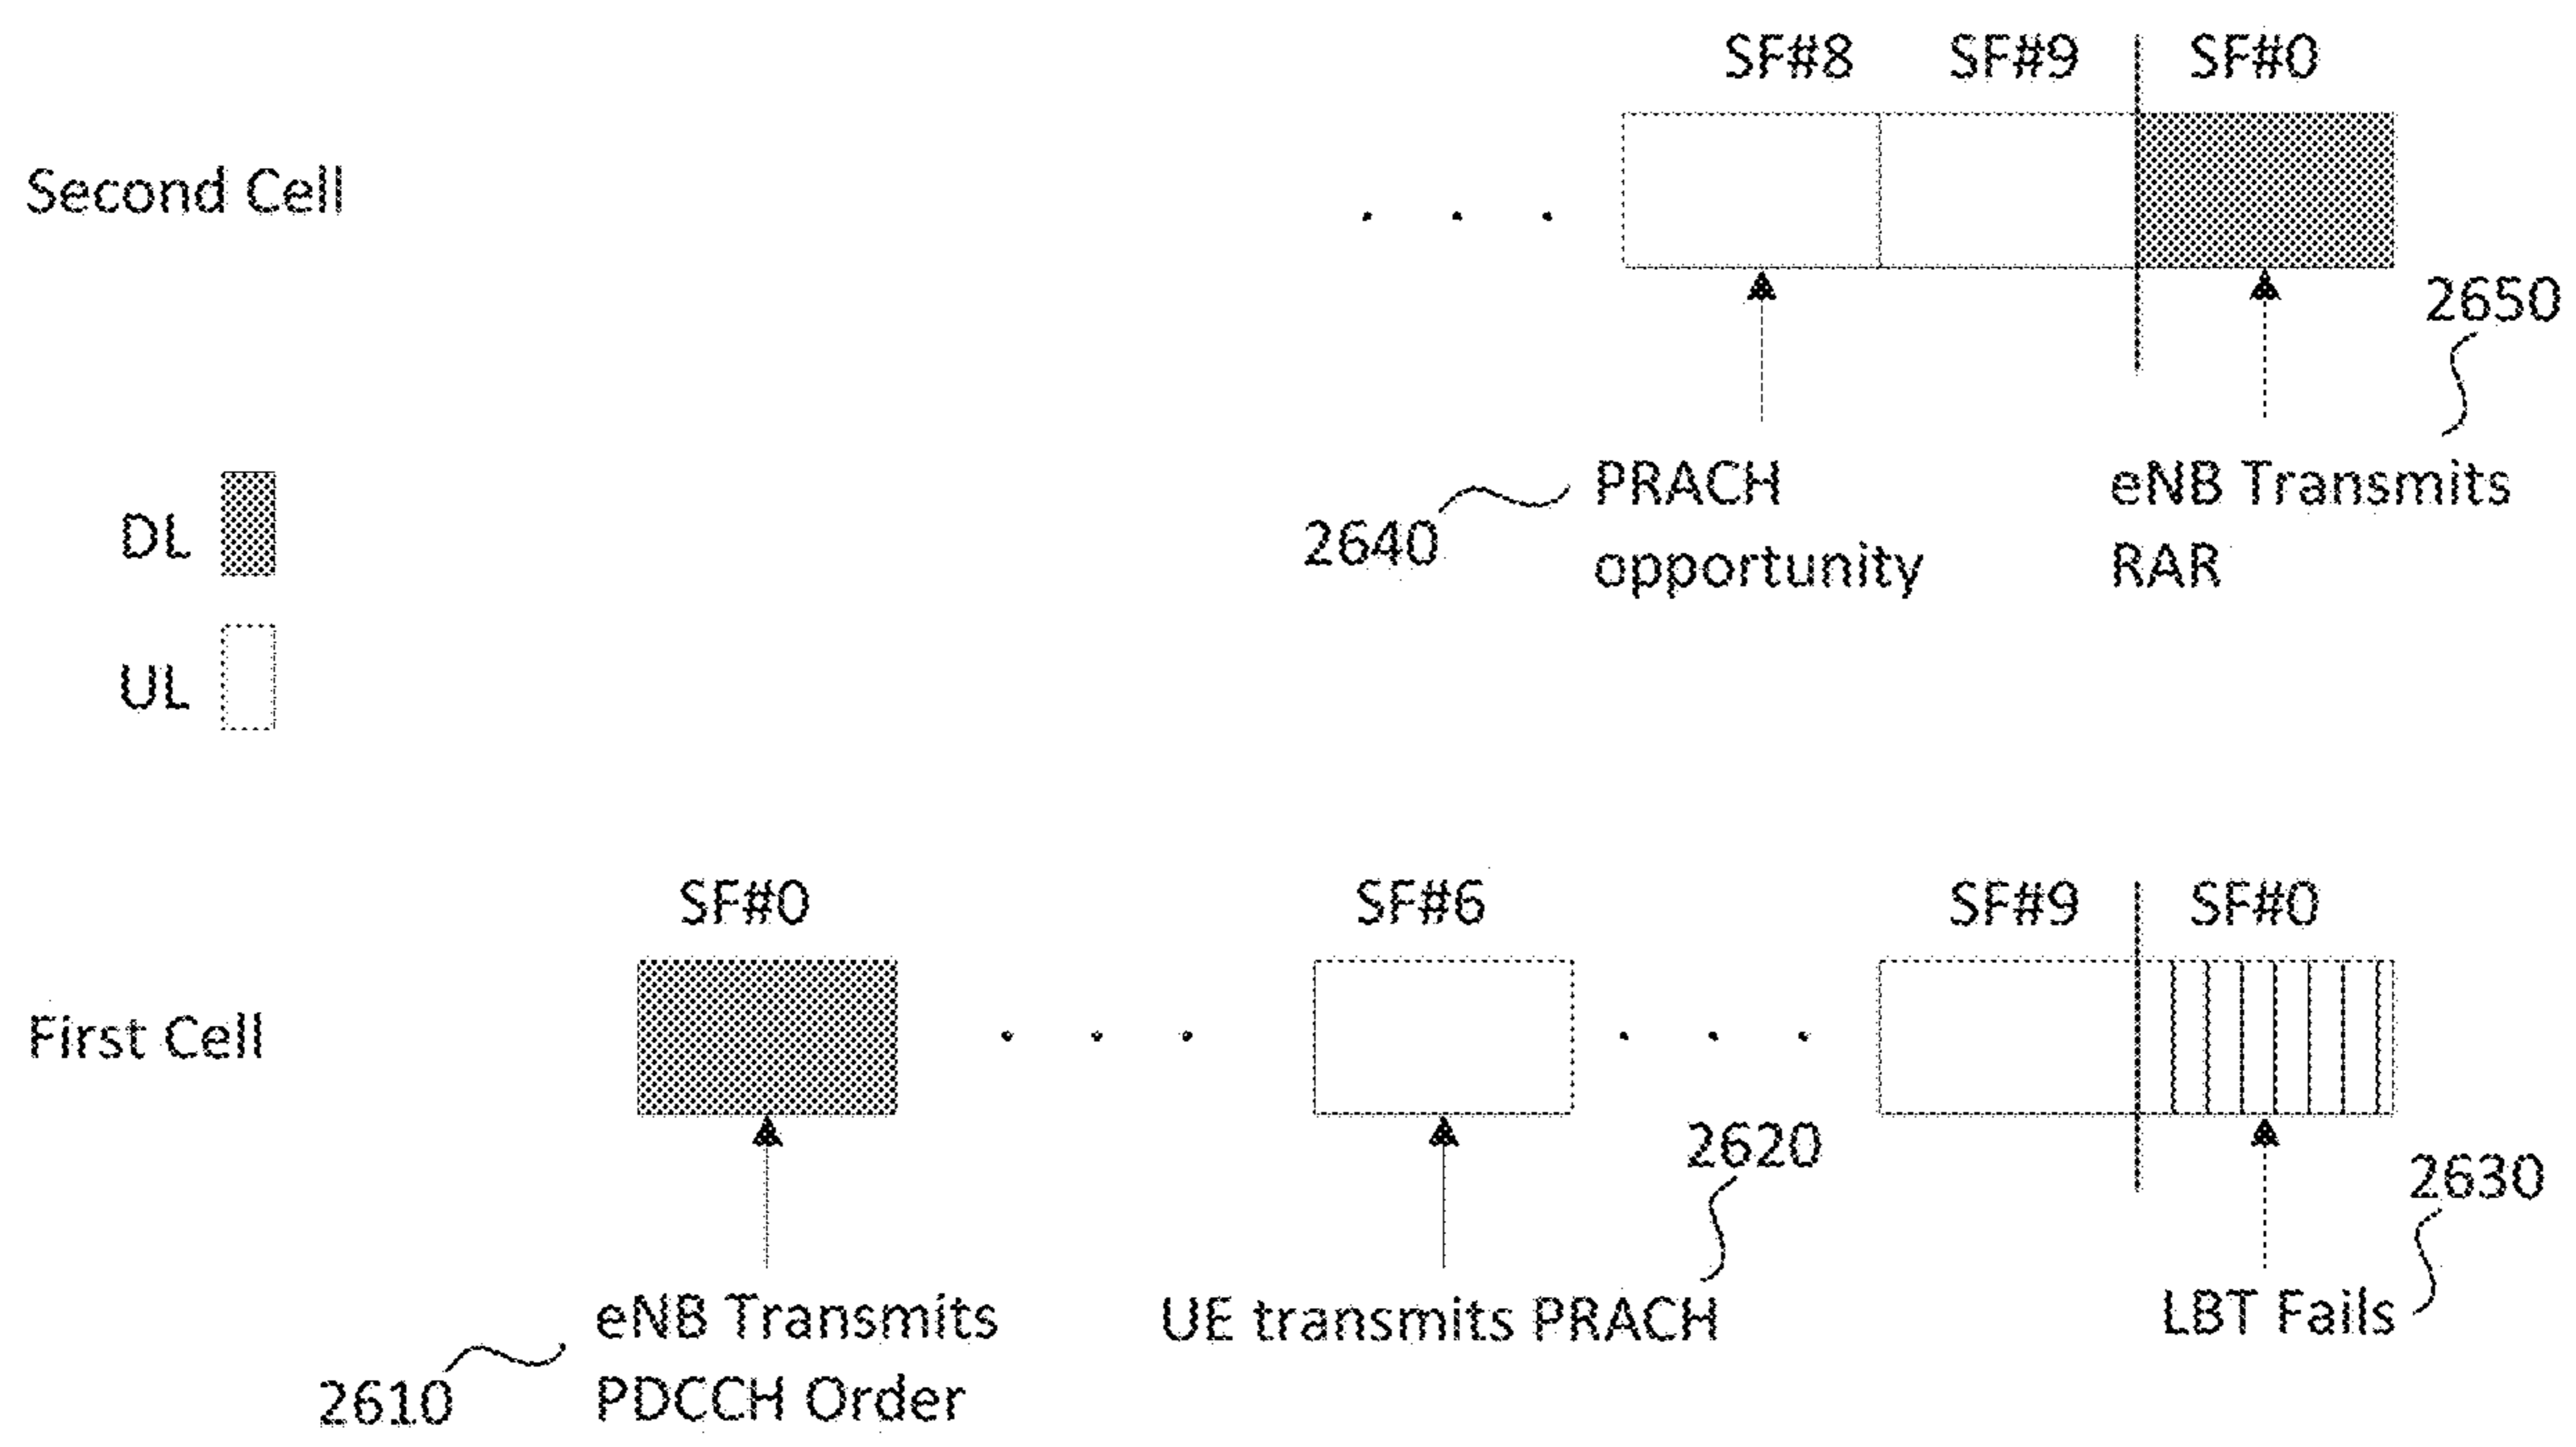 SF#8 SF#9 SF#0
Second Cell
2650
PRACH
opportunity
2640
eNB Transmits
RAR
DL
UL
SF#0 SF#6 SF#9 SF#0
First Cell
2620
2630
eNB Transmits
PDCCH Order
2610
UE transmits PRACH
LBT Fails